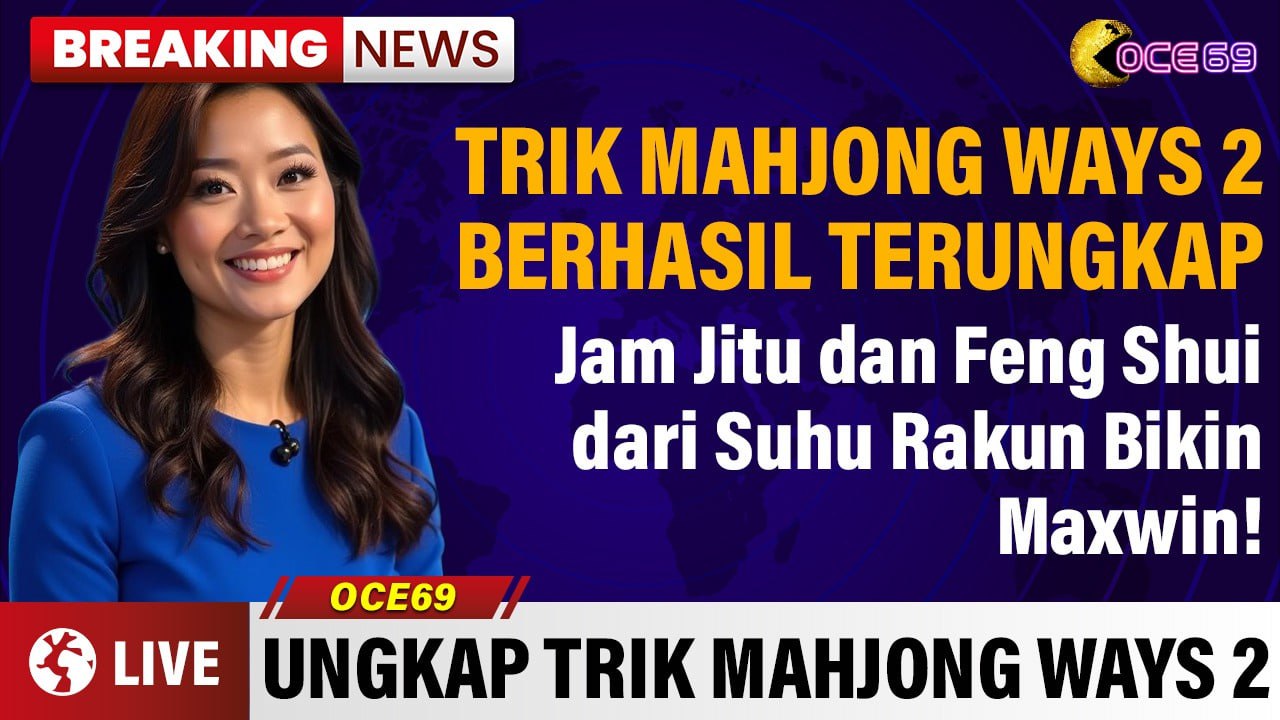 BREAKING NEWS
OCE69
TRIK MAHJONG WAYS 2
BERHASIL TERUNGKAP
Jam Jitu dan Feng Shui
dari Suhu Rakun Bikin
Maxwin!
OCE69
LIVE
UNGKAP TRIK MAHJONG WAYS 2